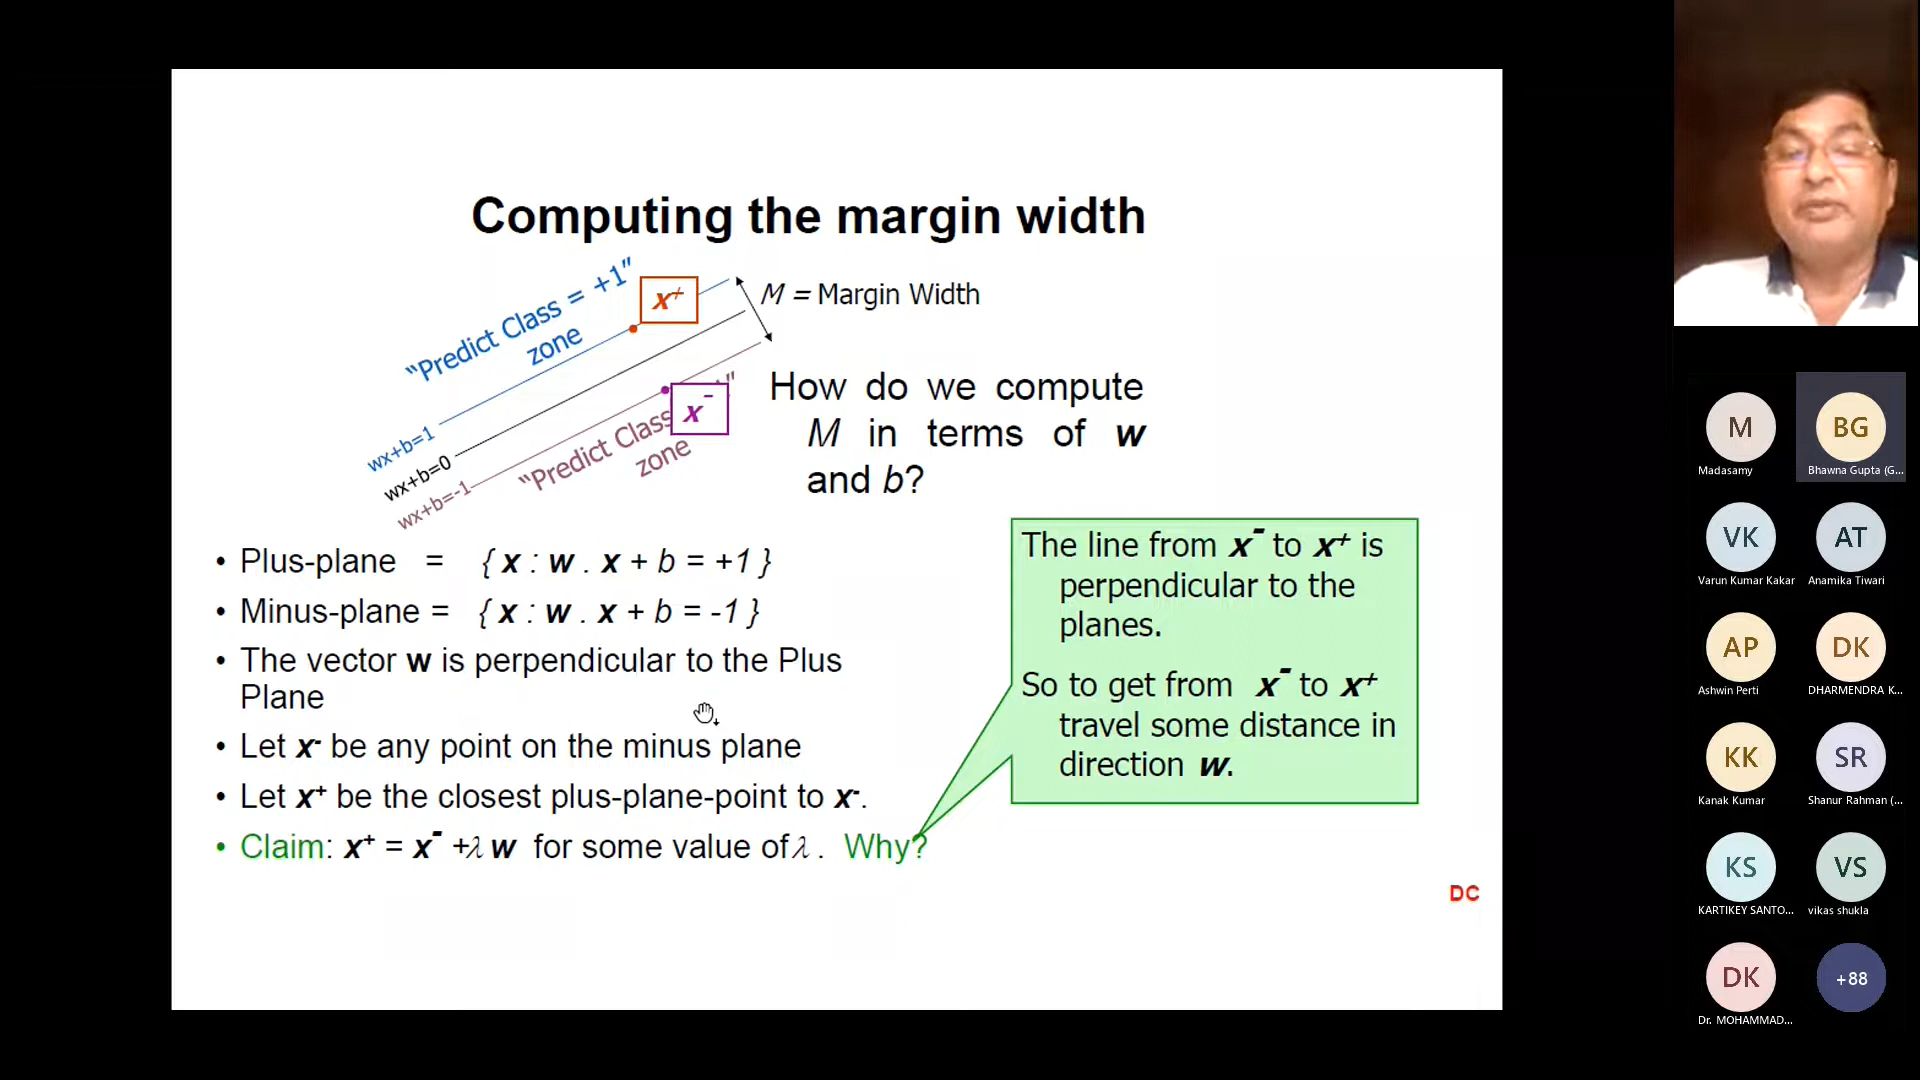 Computing the margin width
“Predict Class = +1”
zone
x+
M = Margin Width
x-
“Predict Class
”
zone
wx+b=1
wx+b=0
wx+b=-1
How do we compute
M in terms of w
and b?
• Plus-plane = { x : w . x + b = +1 }
• Minus-plane = { x : w . x + b = -1 }
• The vector w is perpendicular to the Plus
Plane
• Let x- be any point on the minus plane
• Let x+ be the closest plus-plane-point to x-.
• Claim: x+ = x- +λ w for some value of λ . Why?
The line from x- to x+ is
perpendicular to the
planes.
So to get from x- to x+
travel some distance in
direction w.
DC
M
Madasamy
BG
Bhawna Gupta (G...
VK
Varun Kumar Kakar
AT
Anamika Tiwari
AP
Ashwin Perti
DK
DHARMENDRA K...
KK
Kanak Kumar
SR
Shanur Rahman (...
KS
KARTIKEY SANTO...
VS
vikas shukla
DK
Dr. MOHAMMAD...
+88